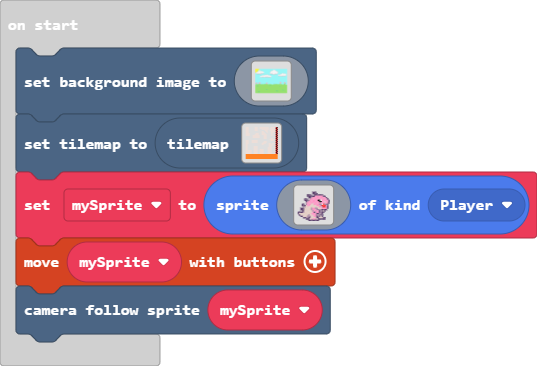 on start
set background image to
set tilemap to tilemap
set mySprite to sprite of kind Player
move mySprite with buttons
camera follow sprite mySprite